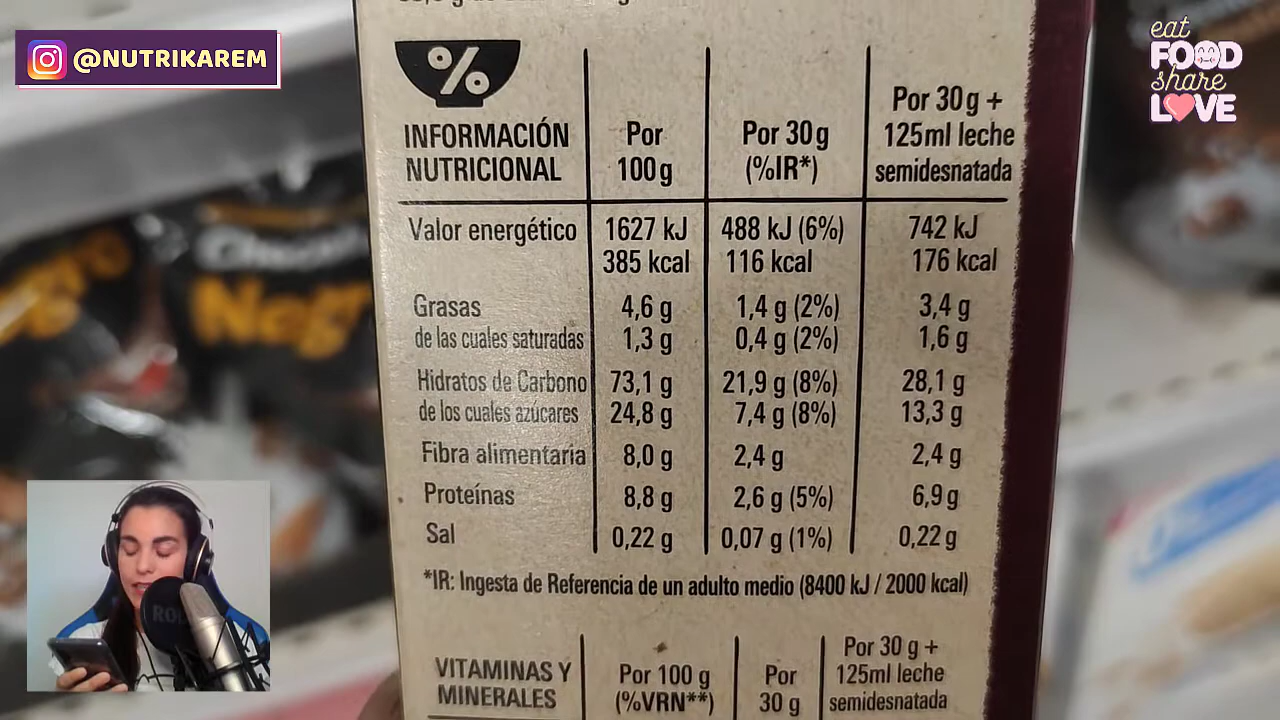 @NUTRIKAREM
eat
FOOD
share
LOVE
%
INFORMACIÓN
NUTRICIONAL
Por
100g
Por 30g
(%IR*)
Por 30g +
125ml leche
semidesnatada
Valor energético 1627 kJ 488 kJ (6%) 742 kJ
385 kcal 116 kcal 176 kcal
Grasas 4,6 g 1,4 g (2%) 3,4 g
de las cuales saturadas 1,3 g 0,4 g (2%) 1,6 g
Hidratos de Carbono 73,1 g 21,9 g (8%) 28,1 g
de los cuales azúcares 24,8 g 7,4 g (8%) 13,3 g
Fibra alimentaria 8,0 g 2,4 g 2,4 g
Proteínas 8,8 g 2,6 g (5%) 6,9 g
Sal 0,22 g 0,07 g (1%) 0,22 g
*IR: Ingesta de Referencia de un adulto medio (8400 kJ / 2000 kcal)
VITAMINAS Y
MINERALES
Por 100 g
(%VRN**)
Por
30 g
Por 30 g +
125ml leche
semidesnatada
Negro